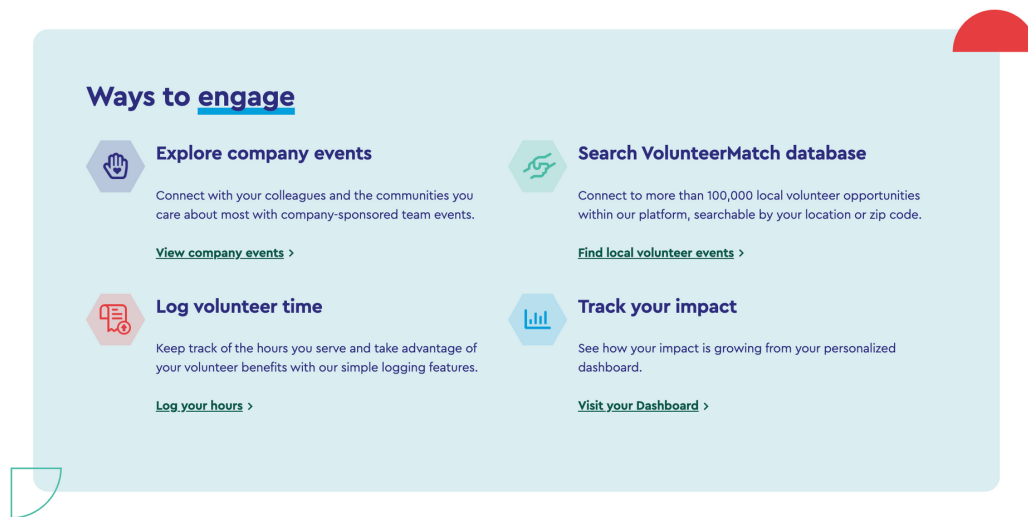 Ways to engage
Explore company events
Connect with your colleagues and the communities you
care about most with company-sponsored team events.
View company events >
Search VolunteerMatch database
Connect to more than 100,000 local volunteer opportunities
within our platform, searchable by your location or zip code.
Find local volunteer events >
Log volunteer time
Keep track of the hours you serve and take advantage of
your volunteer benefits with our simple logging features.
Log your hours >
Track your impact
See how your impact is growing from your personalized
dashboard.
Visit your Dashboard >